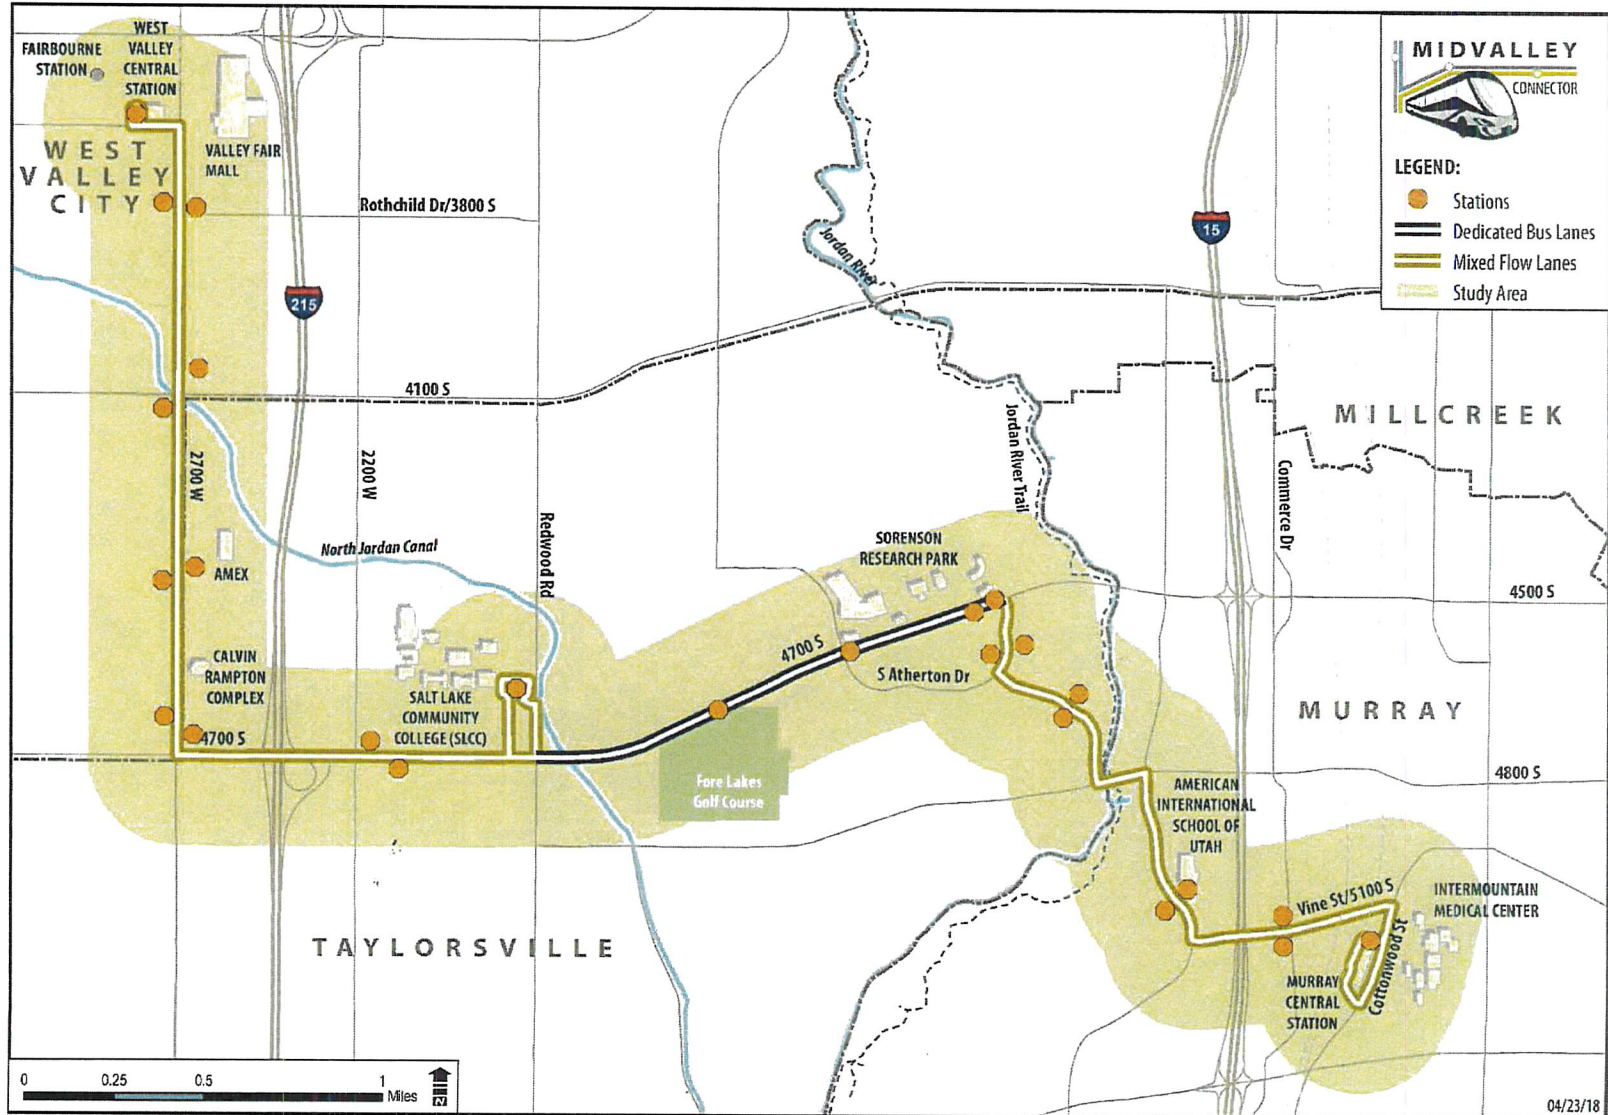 FAIRBOURNE
STATION
WEST
VALLEY
CENTRAL
STATION
WEST
VALLEY
CITY
VALLEY FAIR
MALL
Rothchild Dr/3800 S
215
4100 S
2700 W
2200 W
North Jordan Canal
Redwood Rd
AMEX
CALVIN
RAMPTON
COMPLEX
4700 S
SALT LAKE
COMMUNITY
COLLEGE (SLCC)
SORENSON
RESEARCH PARK
4700 S
S Atherton Dr
Fore Lakes
Golf Course
Jordan River
Jordan River Trail
15
Commerce Dr
MILLCREEK
4500 S
MURRAY
4800 S
AMERICAN
INTERNATIONAL
SCHOOL OF
UTAH
Vine St/5100 S
INTERMOUNTAIN
MEDICAL CENTER
Cottonwood St
MURRAY
CENTRAL
STATION
TAYLORSVILLE
MIDVALLEY
CONNECTOR
LEGEND:
Stations
Dedicated Bus Lanes
Mixed Flow Lanes
Study Area
0 0.25 0.5 1
Miles
N
04/23/18